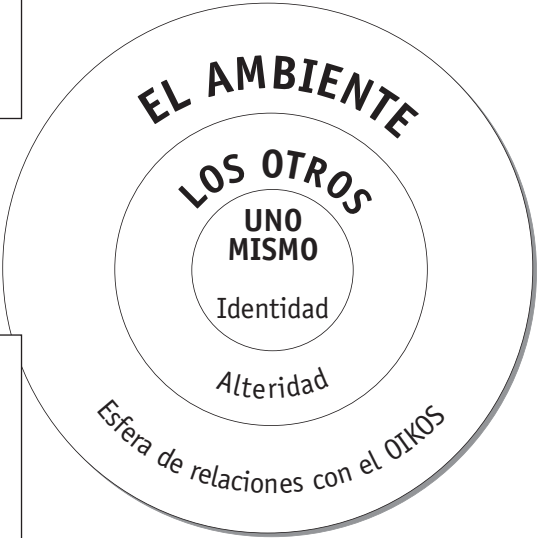 EL AMBIENTE
LOS OTROS
UNO
MISMO
Identidad
Alteridad
Esfera de relaciones con el OIKOS